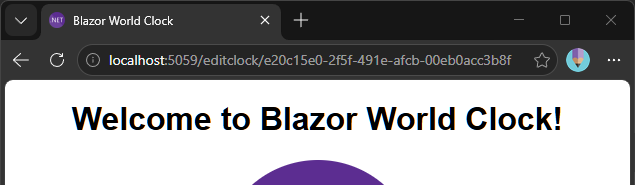 NET Blazor World Clock
localhost:5059/editclock/e20c15e0-2f5f-491e-afcb-00eb0acc3b8f
Welcome to Blazor World Clock!